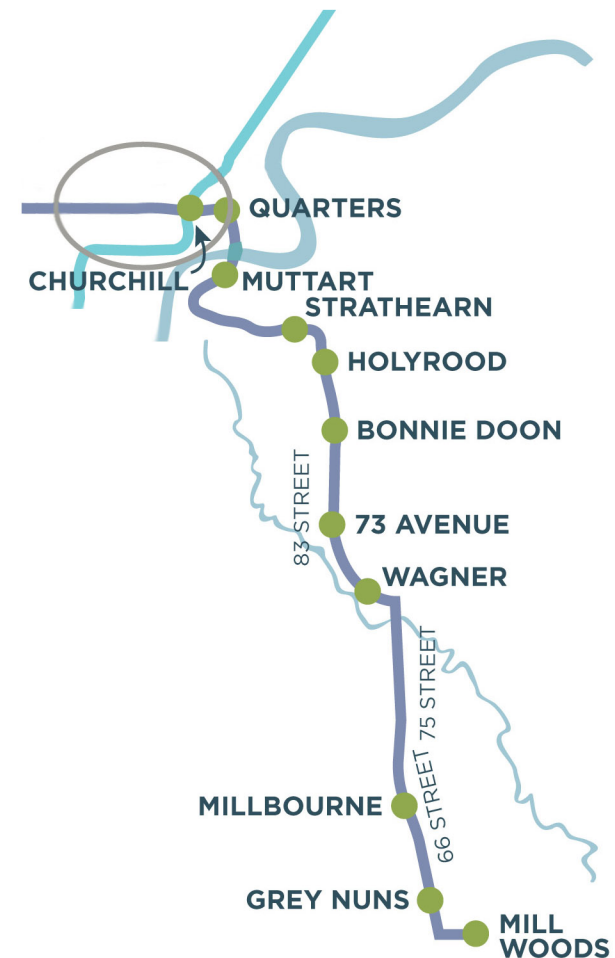 QUARTERS
CHURCHILL
MUTTART
STRATHEARN
HOLYROOD
BONNIE DOON
83 STREET
73 AVENUE
WAGNER
75 STREET
66 STREET
MILLBOURNE
GREY NUNS
MILL
WOODS